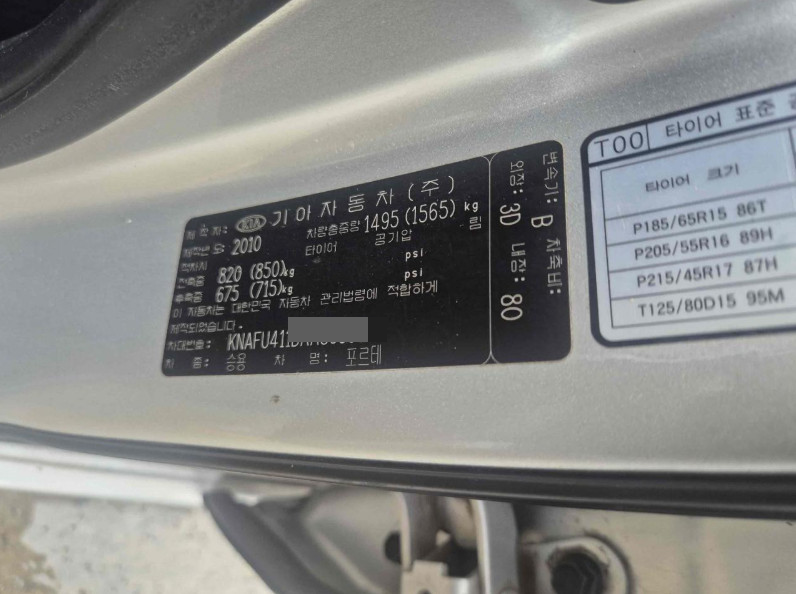 제 작 자: KIA 기아자동차(주)
제작년월: 2010 차량총중량 1495 (1565) kg
적차시 타이어 공기압 림
전축중 820 (850)kg psi
후축중 675 (715)kg psi
이 자동차는 대한민국 자동차 관리법령에 적합하게
제작되었습니다.
차대번호: KNAFU411
차 종: 승용 차 명: 포르테
변속기: B 차축비:
외장: 3D 내장: 80
T00 타이어 표준
타이어 크기
P185/65R15 86T
P205/55R16 89H
P215/45R17 87H
T125/80D15 95M